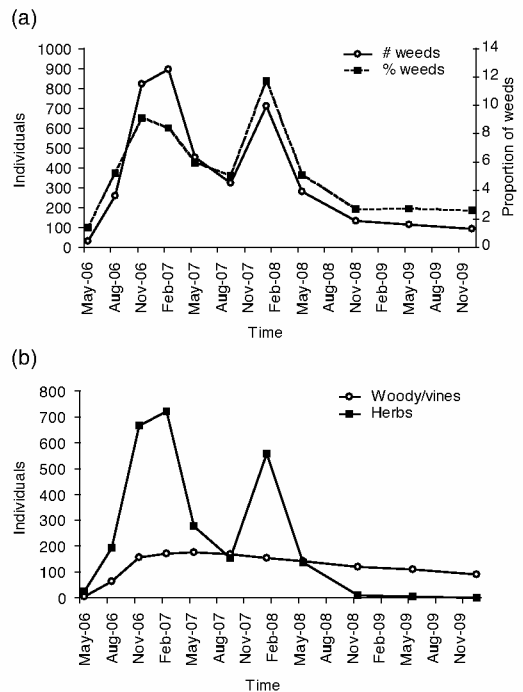 (a)
# weeds
% weeds
1000
900
800
700
600
500
400
300
200
100
0
Individuals
14
12
10
8
6
4
2
0
Proportion of weeds
May-06
Aug-06
Nov-06
Feb-07
May-07
Aug-07
Nov-07
Feb-08
May-08
Aug-08
Nov-08
Feb-09
May-09
Aug-09
Nov-09
Time
(b)
Woody/vines
Herbs
800
700
600
500
400
300
200
100
0
Individuals
May-06
Aug-06
Nov-06
Feb-07
May-07
Aug-07
Nov-07
Feb-08
May-08
Aug-08
Nov-08
Feb-09
May-09
Aug-09
Nov-09
Time